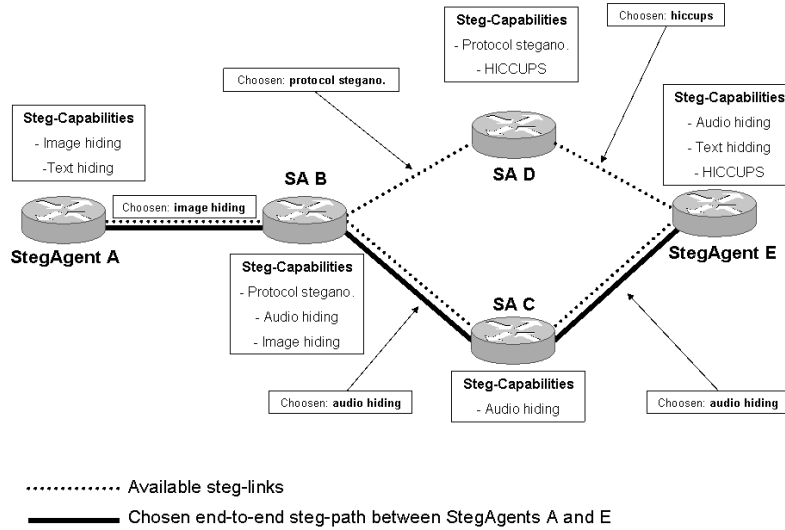 Steg-Capabilities
- Protocol stegano.
- HICCUPS
Choosen: hiccups
Choosen: protocol stegano.
Steg-Capabilities
- Image hiding
-Text hiding
Steg-Capabilities
- Audio hiding
- Text hidding
- HICCUPS
SA D
SA B
Choosen: image hiding
StegAgent A
StegAgent E
Steg-Capabilities
- Protocol stegano.
- Audio hiding
- Image hiding
SA C
Choosen: audio hiding
Steg-Capabilities
- Audio hiding
Choosen: audio hiding
Available steg-links
Chosen end-to-end steg-path between StegAgents A and E